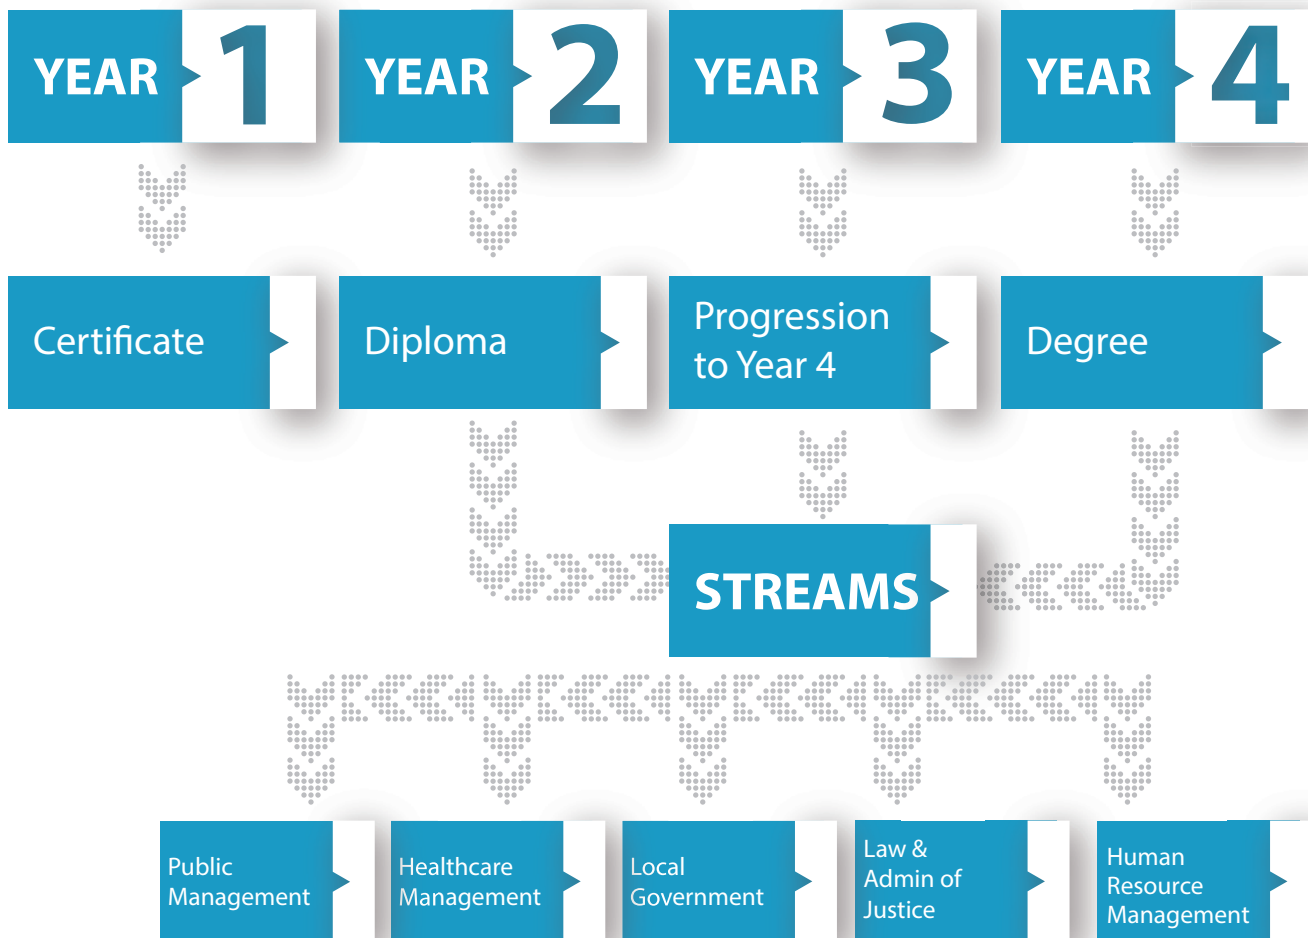 YEAR 1
YEAR 2
YEAR 3
YEAR 4
Certificate
Diploma
Progression
to Year 4
Degree
STREAMS
Public
Management
Healthcare
Management
Local
Government
Law &
Admin of
Justice
Human
Resource
Management